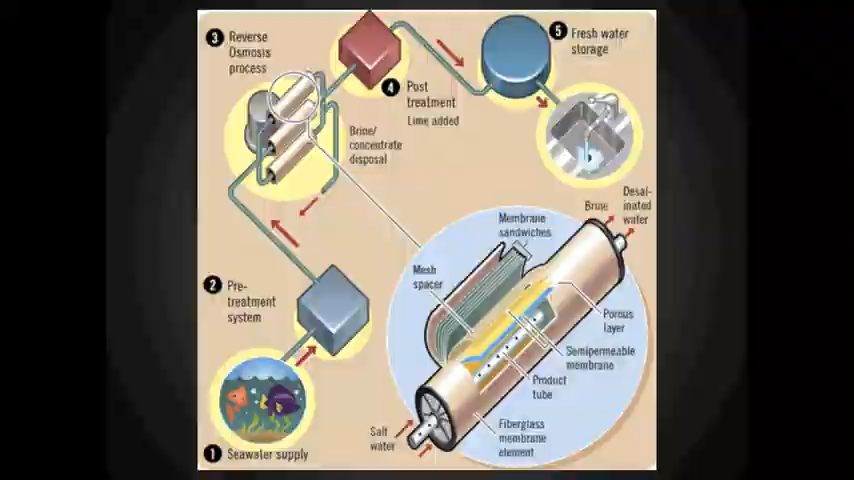 3 Reverse
Osmosis
process
4 Post
treatment
Lime added
5 Fresh water
storage
Brine/
concentrate
disposal
2 Pre-
treatment
system
1 Seawater supply
Membrane
sandwiches
Mesh
spacer
Brine
Desal-
inated
water
Porous
layer
Semipermeable
membrane
Product
tube
Fiberglass
membrane
element
Salt
water